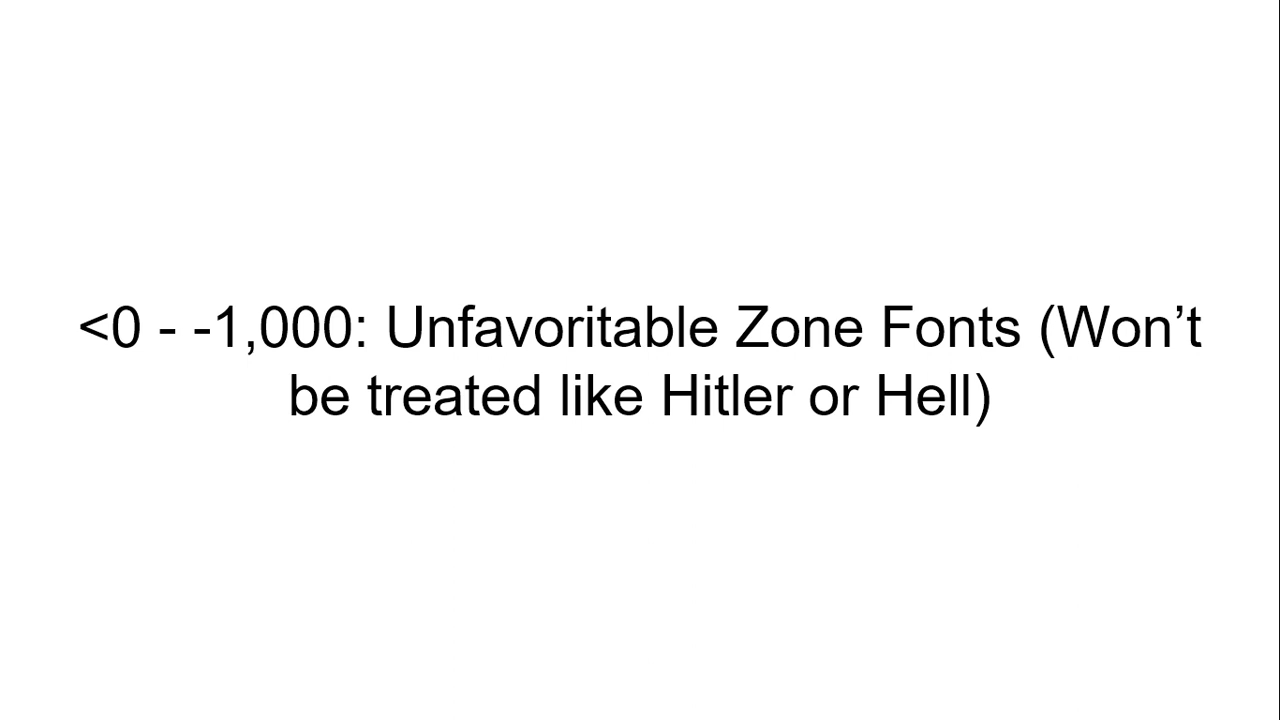 <0 - -1,000: Unfavoritable Zone Fonts (Won’t
be treated like Hitler or Hell)